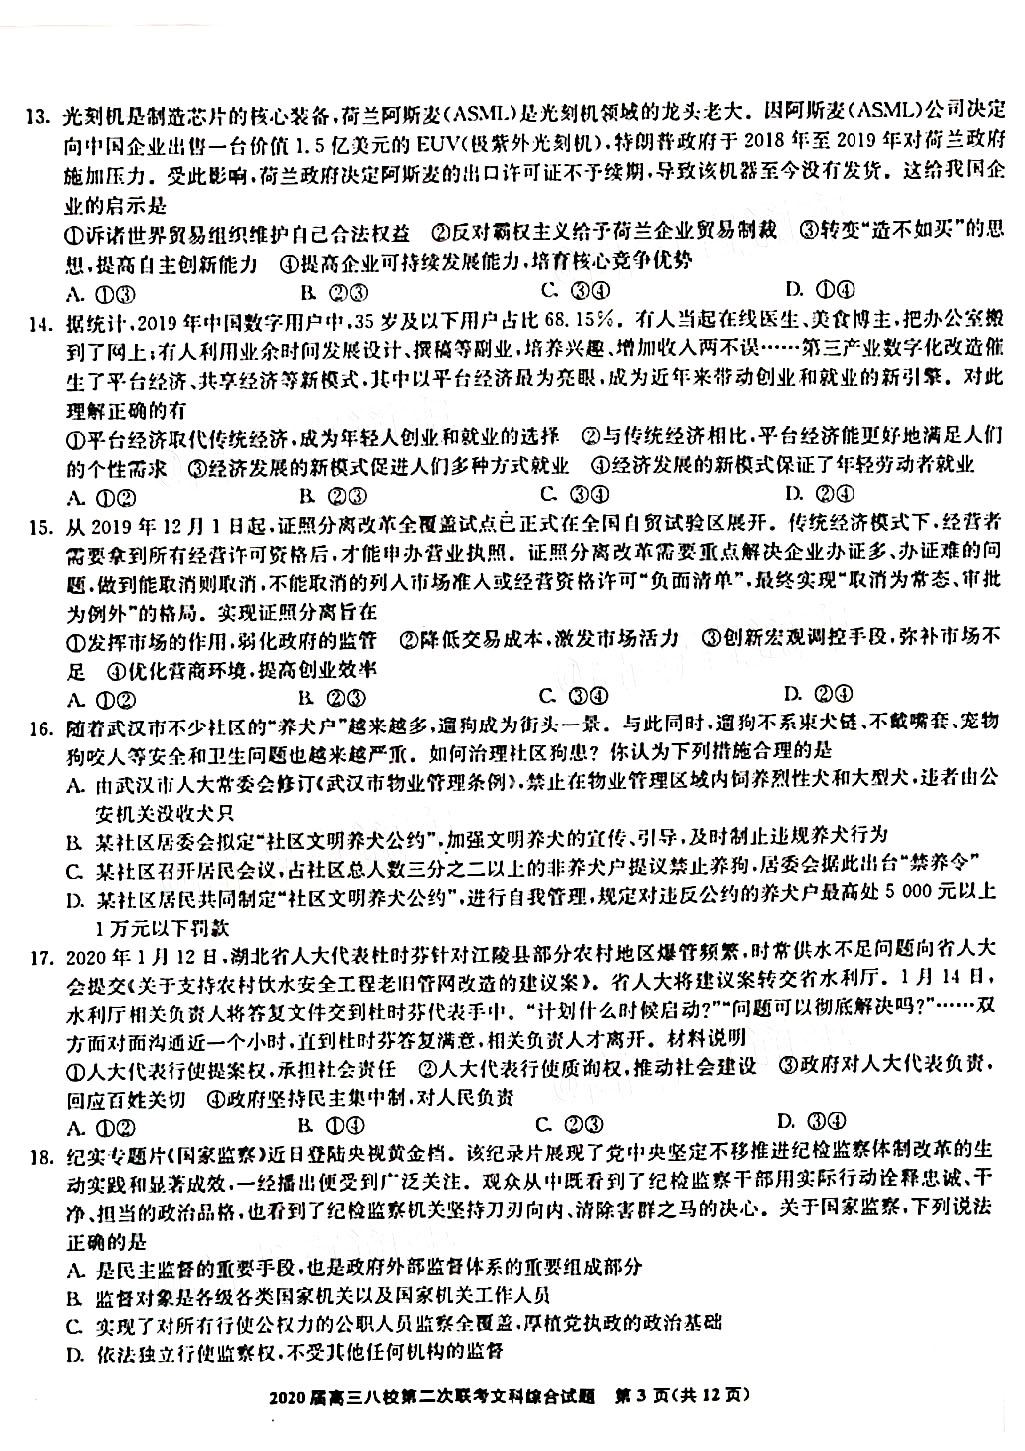 13. 光刻机是制造芯片的核心装备,荷兰阿斯麦(ASML)是光刻机领域的龙头老大。因阿斯麦(ASML)公司决定
向中国企业出售一台价值1.5亿美元的EUV(极紫外光刻机),特朗普政府于2018年至2019年对荷兰政府
施加压力。受此影响,荷兰政府决定阿斯麦的出口许可证不予续期,导致该机器至今没有发货。这给我国企
业的启示是
①诉诸世界贸易组织维护自己合法权益 ②反对霸权主义给予荷兰企业贸易制裁 ③转变“造不如买”的思
想,提高自主创新能力 ④提高企业可持续发展能力,培育核心竞争优势
A. ①③ B. ②③ C. ③④ D. ①④
14. 据统计,2019年中国数字用户中,35岁及以下用户占比68.15%。有人当起在线医生、美食博主,把办公室搬
到了网上;有人利用业余时间发展设计、撰稿等副业,培养兴趣、增加收入两不误……第三产业数字化改造催
生了平台经济、共享经济等新模式,其中以平台经济最为亮眼,成为近年来带动创业和就业的新引擎。对此
理解正确的有
①平台经济取代传统经济,成为年轻人创业和就业的选择 ②与传统经济相比,平台经济能更好地满足人们
的个性需求 ③经济发展的新模式促进人们多种方式就业 ④经济发展的新模式保证了年轻劳动者就业
A. ①② B. ②③ C. ③④ D. ②④
15. 从2019年12月1日起,证照分离改革全覆盖试点已正式在全国自贸试验区展开。传统经济模式下,经营者
需要拿到所有经营许可资格后,才能申办营业执照。证照分离改革需要重点解决企业办证多、办证难的问
题,做到能取消则取消,不能取消的列入市场准入或经营资格许可“负面清单”,最终实现“取消为常态、审批
为例外”的格局。实现证照分离旨在
①发挥市场的作用,弱化政府的监管 ②降低交易成本,激发市场活力 ③创新宏观调控手段,弥补市场不
足 ④优化营商环境,提高创业效率
A. ①② B. ②③ C. ③④ D. ②④
16. 随着武汉市不少社区的“养犬户”越来越多,遛狗成为街头一景。与此同时,遛狗不系束犬链、不戴嘴套、宠物
狗咬人等安全和卫生问题也越来越严重。如何治理社区狗患?你认为下列措施合理的是
A. 由武汉市人大常委会修订《武汉市物业管理条例》,禁止在物业管理区域内饲养烈性犬和大型犬,违者由公
安机关没收犬只
B. 某社区居委会拟定“社区文明养犬公约”,加强文明养犬的宣传、引导,及时制止违规养犬行为
C. 某社区召开居民会议,占社区总人数三分之二以上的非养犬户提议禁止养狗,居委会据此出台“禁养令”
D. 某社区居民共同制定“社区文明养犬公约”,进行自我管理,规定对违反公约的养犬户最高处5 000元以上
1万元以下罚款
17. 2020年1月12日,湖北省人大代表杜时芬针对江陵县部分农村地区爆管频繁,时常供水不足问题向省人大
会提交《关于支持农村饮水安全工程老旧管网改造的建议案》。省人大将建议案转交省水利厅。1月14日,
水利厅相关负责人将答复文件交到杜时芬代表手中。“计划什么时候启动?”“问题可以彻底解决吗?”……双
方面对面沟通近一个小时,直到杜时芬答复满意,相关负责人才离开。材料说明
①人大代表行使提案权,承担社会责任 ②人大代表行使质询权,推动社会建设 ③政府对人大代表负责,
回应百姓关切 ④政府坚持民主集中制,对人民负责
A. ①② B. ①④ C. ②③ D. ③④
18. 纪实专题片《国家监察》近日登陆央视黄金档。该纪录片展现了党中央坚定不移推进纪检监察体制改革的生
动实践和显著成效,一经播出便受到广泛关注。观众从中既看到了纪检监察干部用实际行动诠释忠诚、干
净、担当的政治品格,也看到了纪检监察机关坚持刀刃向内、清除害群之马的决心。关于国家监察,下列说法
正确的是
A. 是民主监督的重要手段,也是政府外部监督体系的重要组成部分
B. 监督对象是各级各类国家机关以及国家机关工作人员
C. 实现了对所有行使公权力的公职人员监察全覆盖,厚植党执政的政治基础
D. 依法独立行使监察权,不受其他任何机构的监督
2020届高三八校第二次联考文科综合试题 第3页(共12页)